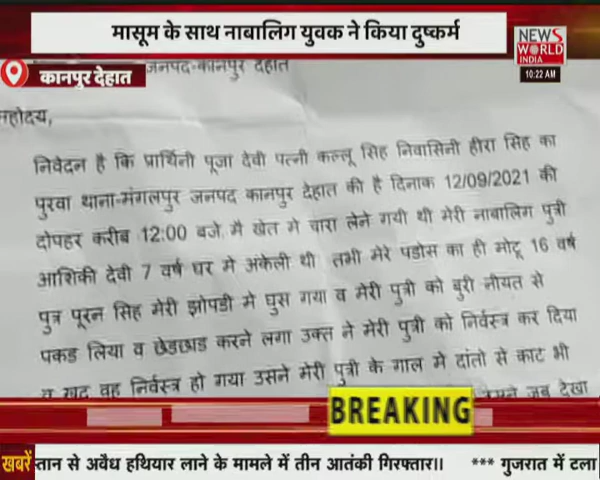 मासूम के साथ नाबालिग युवक ने किया दुष्कर्म
NEWS
WORLD
INDIA
10:22 AM
कानपुर देहात
जनपद-कानपुर देहात
महोदय,
निवेदन है कि प्रार्थिनी पूजा देवी पत्नी कल्लू सिह निवासिनी हीरा सिह का
पुरवा थाना-मंगलपुर जनपद कानपुर देहात की है दिनाक 12/09/2021 की
दोपहर करीब 12:00 बजे मै खेत मे चारा लेने गयी थी मेरी नाबालिग पुत्री
आशिकी देवी 7 वर्ष घर मे अकेली थी तभी मेरे पडोस का ही मोटू 16 वर्ष
पुत्र पूरन सिह मेरी झोपडी मे घुस गया व मेरी पुत्री को बुरी नीयत से
पकड लिया व छेडछाड करने लगा उक्त ने मेरी पुत्री को निर्वस्त्र कर दिया
व खुद वह निर्वस्त्र हो गया उसने मेरी पुत्री के गाल मे दांतो से काट भी
जब देखा
BREAKING
खबरें
स्तान से अवैध हथियार लाने के मामले में तीन आतंकी गिरफ्तार।। *** गुजरात में टला